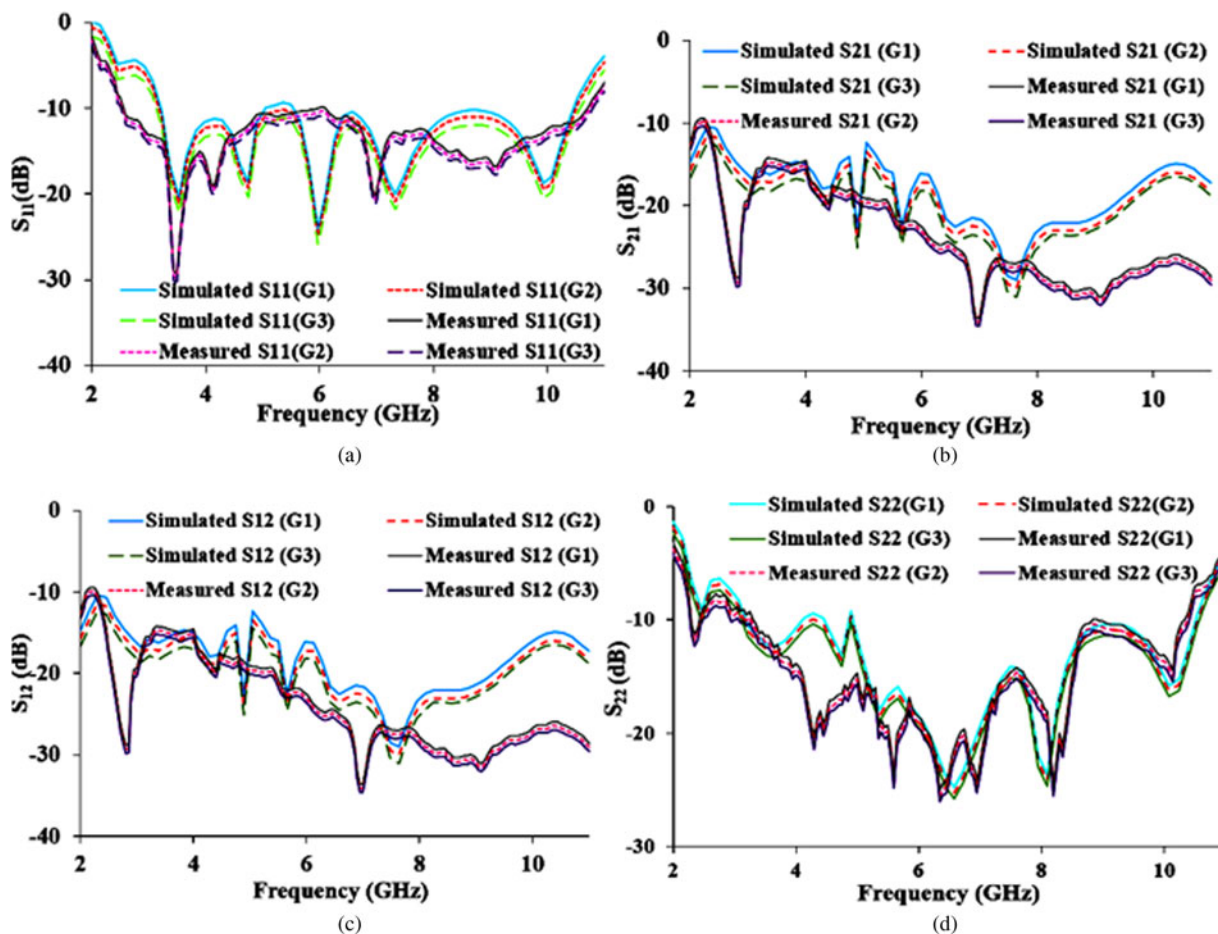 (a)
0
-10
-20
-30
-40
S11(dB)
Simulated S11(G1) Simulated S11(G2)
Simulated S11(G3) Measured S11(G1)
Measured S11(G2) Measured S11(G3)
2 4 6 8 10
Frequency (GHz)
(a)
0
-10
-20
-30
-40
S21 (dB)
Simulated S21 (G1) Simulated S21 (G2)
Simulated S21 (G3) Measured S21 (G1)
Measured S21 (G2) Measured S21 (G3)
2 4 6 8 10
Frequency (GHz)
(b)
0
-10
-20
-30
-40
S12 (dB)
Simulated S12 (G1) Simulated S12 (G2)
Simulated S12 (G3) Measured S12 (G1)
Measured S12 (G2) Measured S12 (G3)
2 4 6 8 10
Frequency (GHz)
(c)
0
-10
-20
-30
S22 (dB)
Simulated S22(G1) Simulated S22(G2)
Simulated S22 (G3) Measured S22(G1)
Measured S22 (G2) Measured S22 (G3)
2 4 6 8 10
Frequency (GHz)
(d)